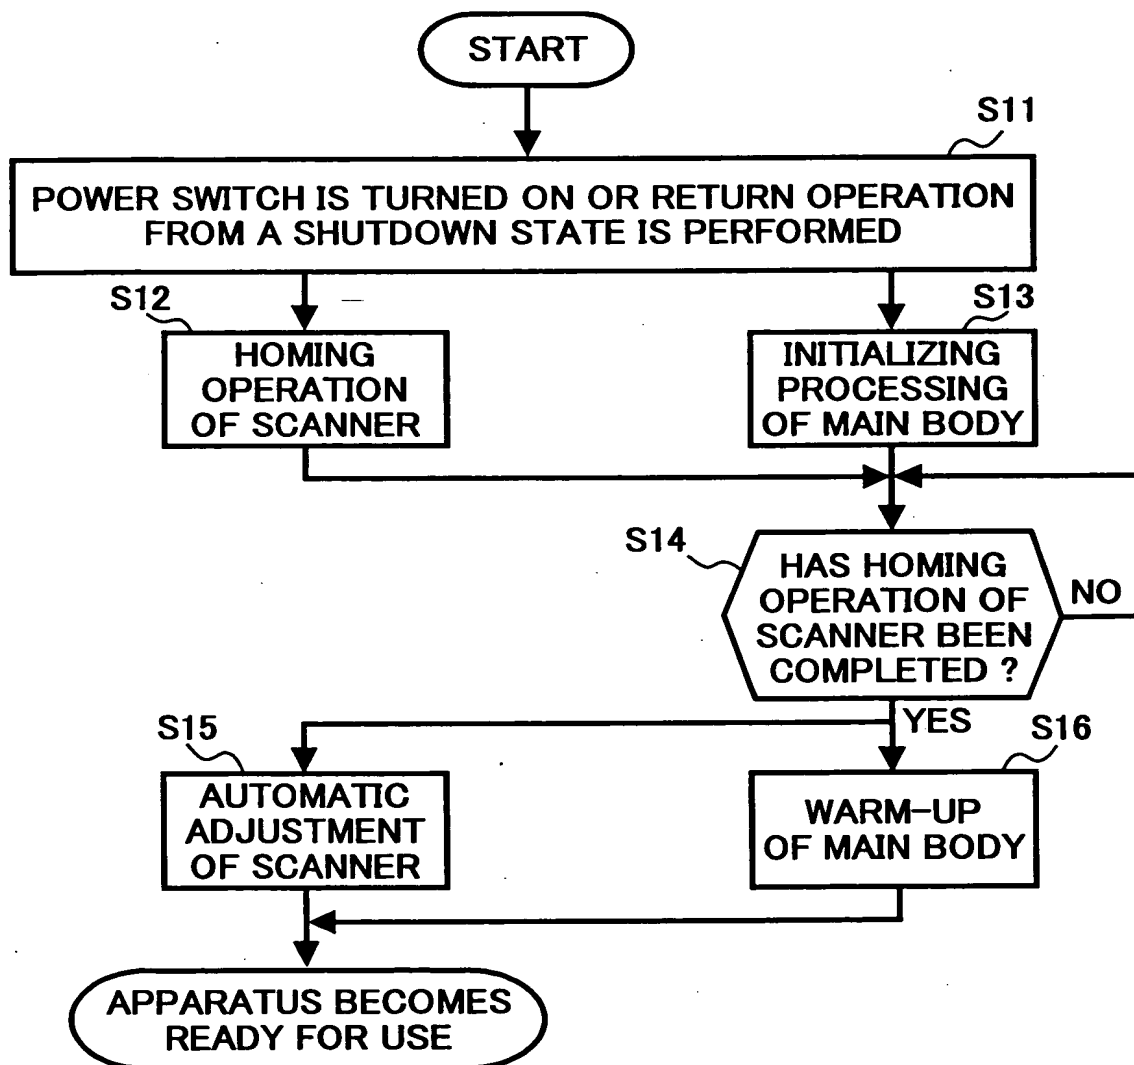 START
S11
POWER SWITCH IS TURNED ON OR RETURN OPERATION
FROM A SHUTDOWN STATE IS PERFORMED
S12
HOMING
OPERATION
OF SCANNER
S13
INITIALIZING
PROCESSING
OF MAIN BODY
S14
HAS HOMING
OPERATION OF
SCANNER BEEN
COMPLETED ?
NO
YES
S15
AUTOMATIC
ADJUSTMENT
OF SCANNER
S16
WARM-UP
OF MAIN BODY
APPARATUS BECOMES
READY FOR USE